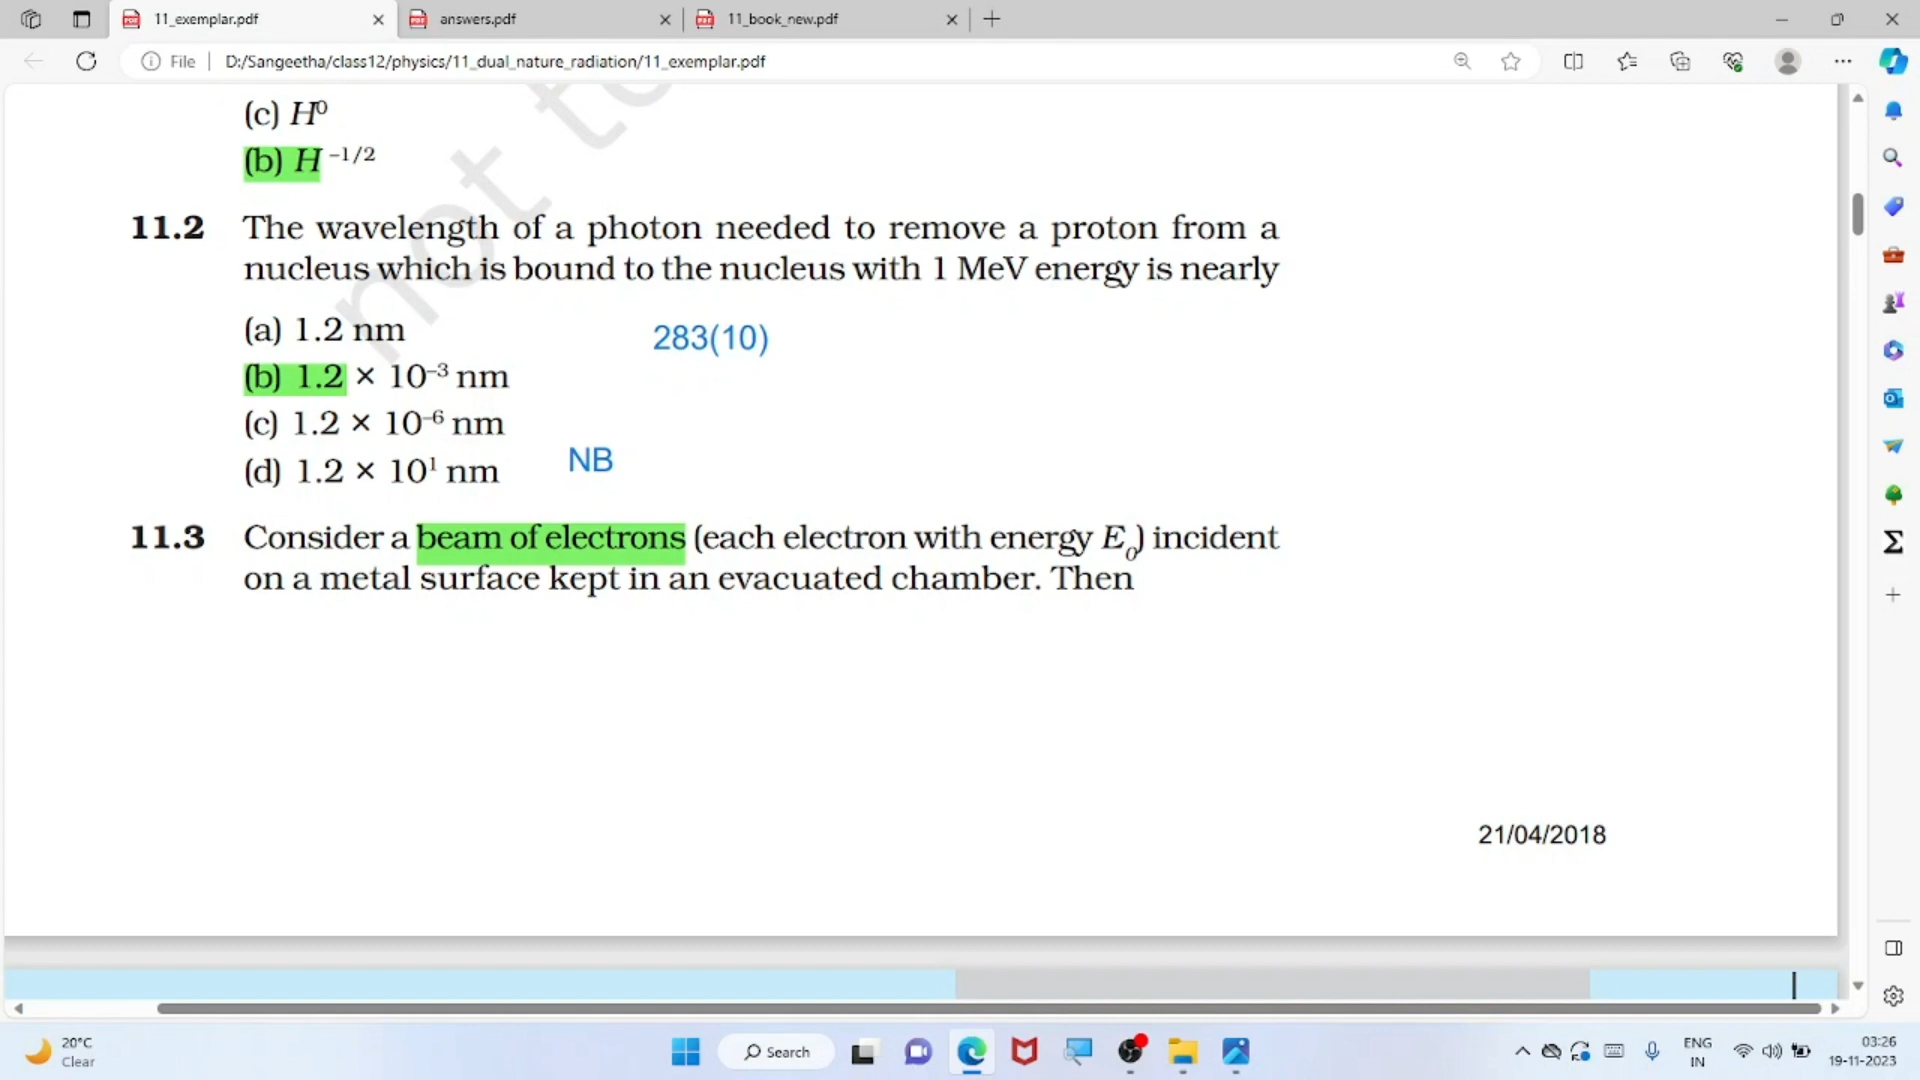 11_exemplar.pdf
answers.pdf
11_book_new.pdf
File
D:/Sangeetha/class12/physics/11_dual_nature_radiation/11_exemplar.pdf
not to
(c) H⁰
(b) H ⁻¹/²
11.2 The wavelength of a photon needed to remove a proton from a
nucleus which is bound to the nucleus with 1 MeV energy is nearly
(a) 1.2 nm
283(10)
(b) 1.2 × 10⁻³ nm
(c) 1.2 × 10⁻⁶ nm
NB
(d) 1.2 × 10¹ nm
11.3 Consider a beam of electrons (each electron with energy E₀) incident
on a metal surface kept in an evacuated chamber. Then
21/04/2018
20°C
Clear
Search
ENG
IN
03:26
19-11-2023